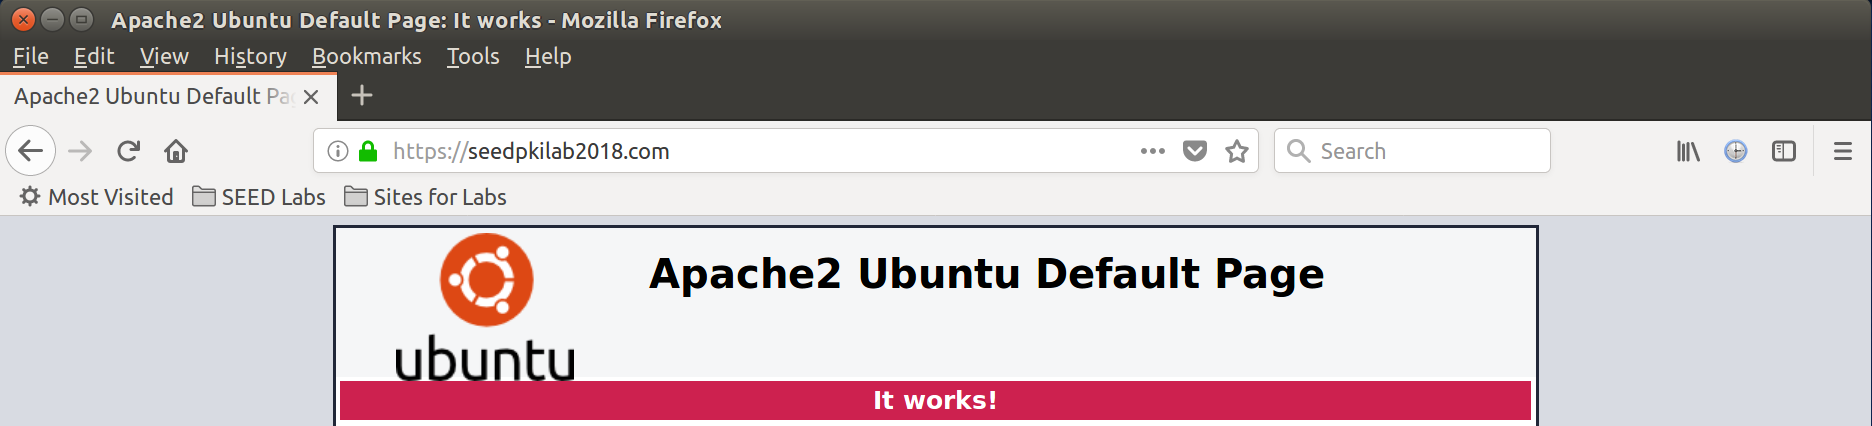 Apache2 Ubuntu Default Page: It works - Mozilla Firefox
File Edit View History Bookmarks Tools Help
Apache2 Ubuntu Default Pa
https://seedpkilab2018.com Search
Most Visited SEED Labs Sites for Labs
Apache2 Ubuntu Default Page
ubuntu
It works!